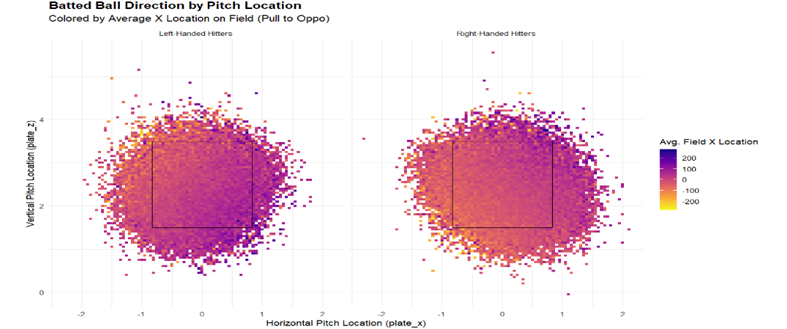 Batted Ball Direction by Pitch Location
Colored by Average X Location on Field (Pull to Oppo)
Left-Handed Hitters
Right-Handed Hitters
Vertical Pitch Location (plate_z)
4
2
0
-2
-1
0
1
2
-2
-1
0
1
2
Horizontal Pitch Location (plate_x)
Avg. Field X Location
200
100
0
-100
-200